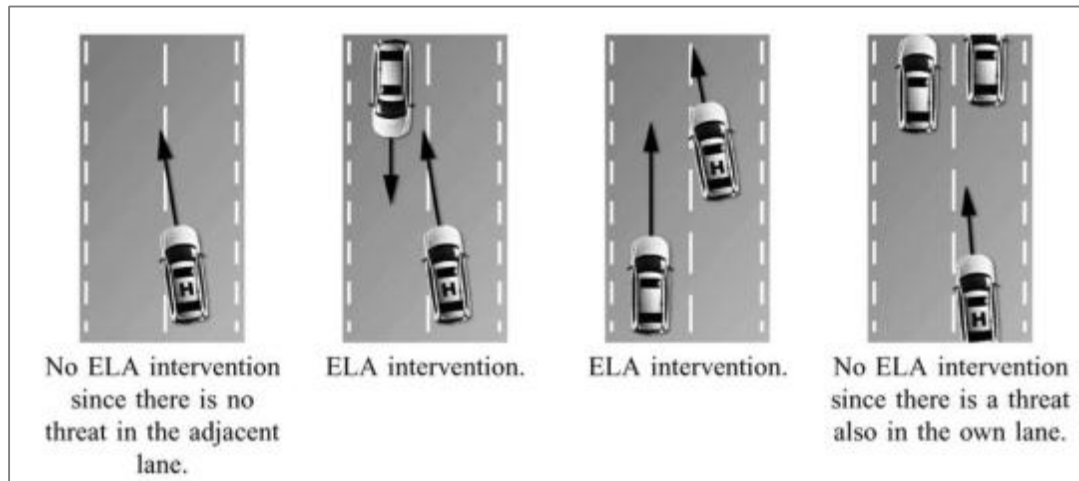 H
H
H
H
No ELA intervention
since there is no
threat in the adjacent
lane.
ELA intervention.
ELA intervention.
No ELA intervention
since there is a threat
also in the own lane.